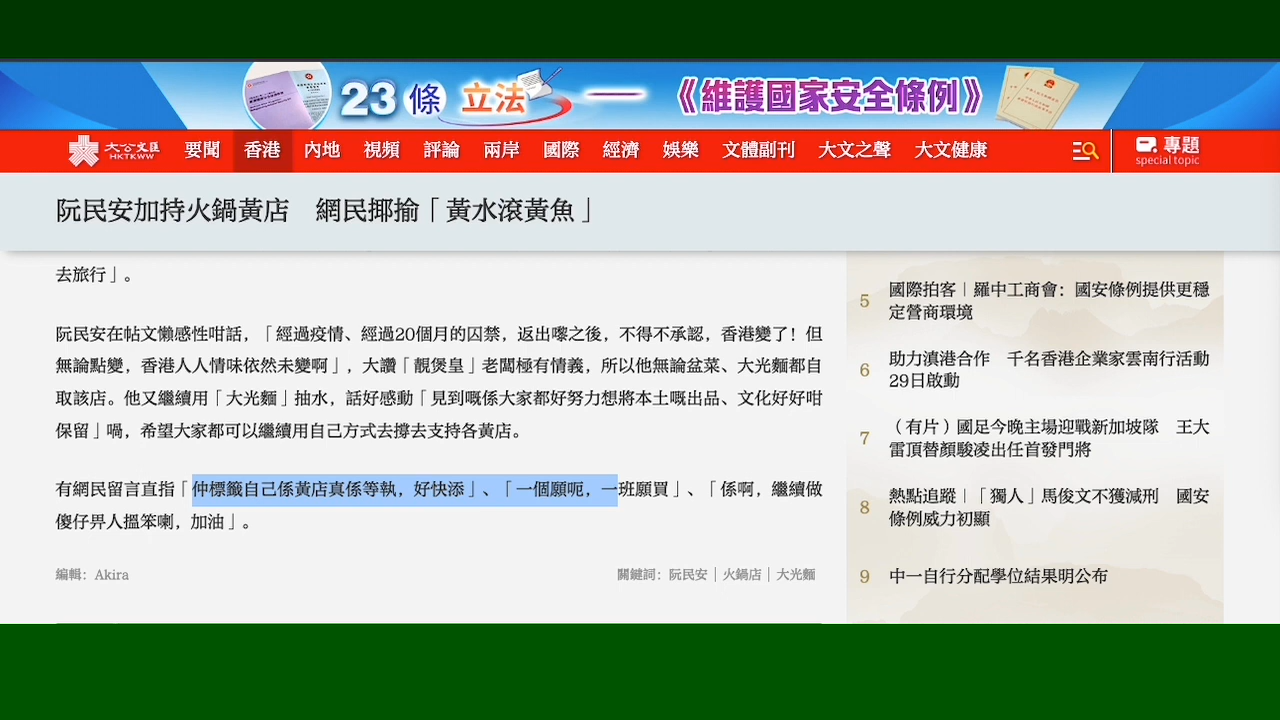 23 條 立法 — 《維護國家安全條例》
大公文匯 HKTKWW 要聞 香港 內地 視頻 評論 兩岸 國際 經濟 娛樂 文體副刊 大文之聲 大文健康 專題 special topic
阮民安加持火鍋黃店 網民揶揄「黃水滾黃魚」
去旅行」。
阮民安在帖文懶感性咁話，「經過疫情、經過20個月的囚禁，返出嚟之後，不得不承認，香港變了！但
無論點變，香港人人情味依然未變啊」，大讚「靚煲皇」老闆極有情義，所以他無論盆菜、大光麵都自
取該店。他又繼續用「大光麵」抽水，話好感動「見到嘅係大家都好努力想將本土嘅出品、文化好好咁
保留」喎，希望大家都可以繼續用自己方式去撐去支持各黃店。
有網民留言直指「仲標籤自己係黃店真係等執，好快添」、「一個願呃，一班願買」、「係啊，繼續做
傻仔畀人搵笨喇，加油」。
編輯：Akira
關鍵詞：阮民安｜火鍋店｜大光麵
5 國際拍客︱羅中工商會：國安條例提供更穩
定營商環境
6 助力滇港合作 千名香港企業家雲南行活動
29日啟動
7 （有片）國足今晚主場迎戰新加坡隊 王大
雷頂替顏駿凌出任首發門將
8 熱點追蹤︱「獨人」馬俊文不獲減刑 國安
條例威力初顯
9 中一自行分配學位結果明公布